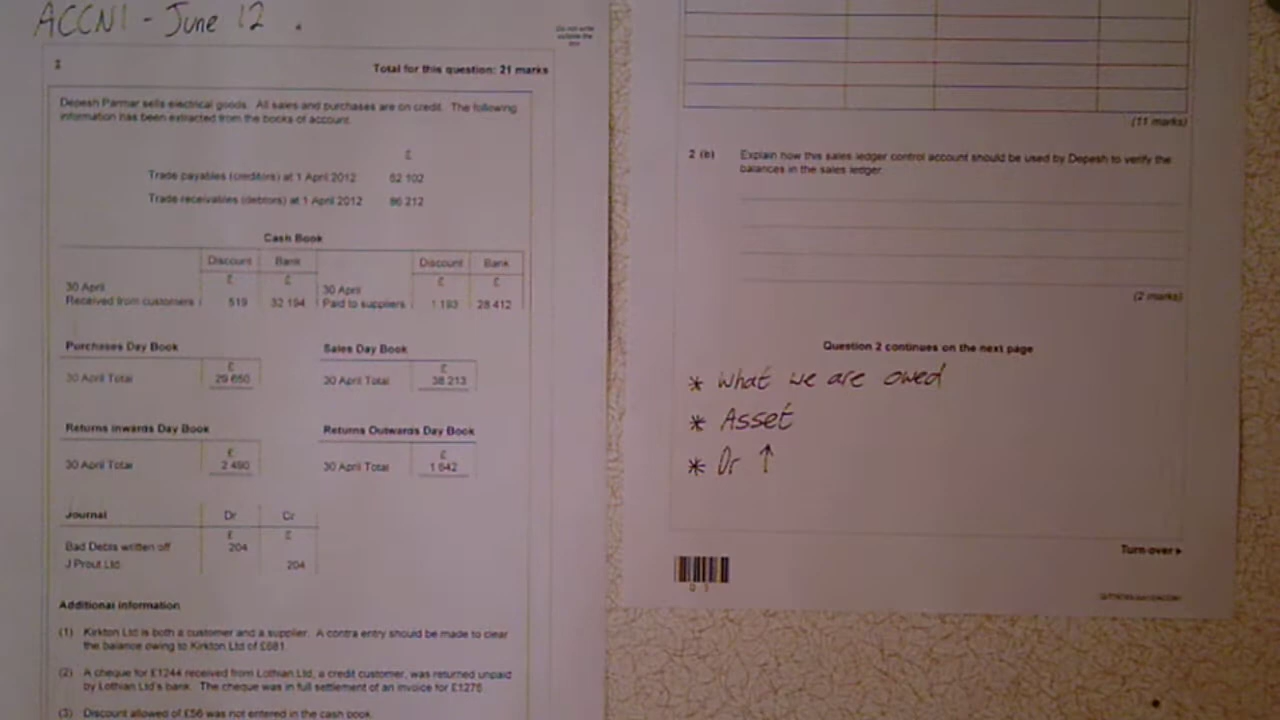 ACCN1 - June 12
Do not write
outside the
box
2
Total for this question: 21 marks
Depesh Parmar sells electrical goods. All sales and purchases are on credit. The following
information has been extracted from the books of account.
£
Trade payables (creditors) at 1 April 2012 62 102
Trade receivables (debtors) at 1 April 2012 86 212
Cash Book
Discount Bank Discount Bank
£ £ £ £
30 April 30 April
Received from customers 519 32 194 Paid to suppliers 1 193 28 412
Purchases Day Book Sales Day Book
£ £
30 April Total 29 650 30 April Total 38 213
Returns Inwards Day Book Returns Outwards Day Book
£ £
30 April Total 2 480 30 April Total 1 642
Journal Dr Cr
£ £
Bad Debts written off 204
J Prout Ltd 204
Additional information
(1) Kirkton Ltd is both a customer and a supplier. A contra entry should be made to clear
the balance owing to Kirkton Ltd of £681.
(2) A cheque for £1244 received from Lothian Ltd, a credit customer, was returned unpaid
by Lothian Ltd's bank. The cheque was in full settlement of an invoice for £1276.
(3) Discount allowed of £56 was not entered in the cash book.
(11 marks)
2 (b) Explain how this sales ledger control account should be used by Depesh to verify the
balances in the sales ledger.
(2 marks)
Question 2 continues on the next page
* What we are owed
* Asset
* Dr ↑
Turn over
0 5